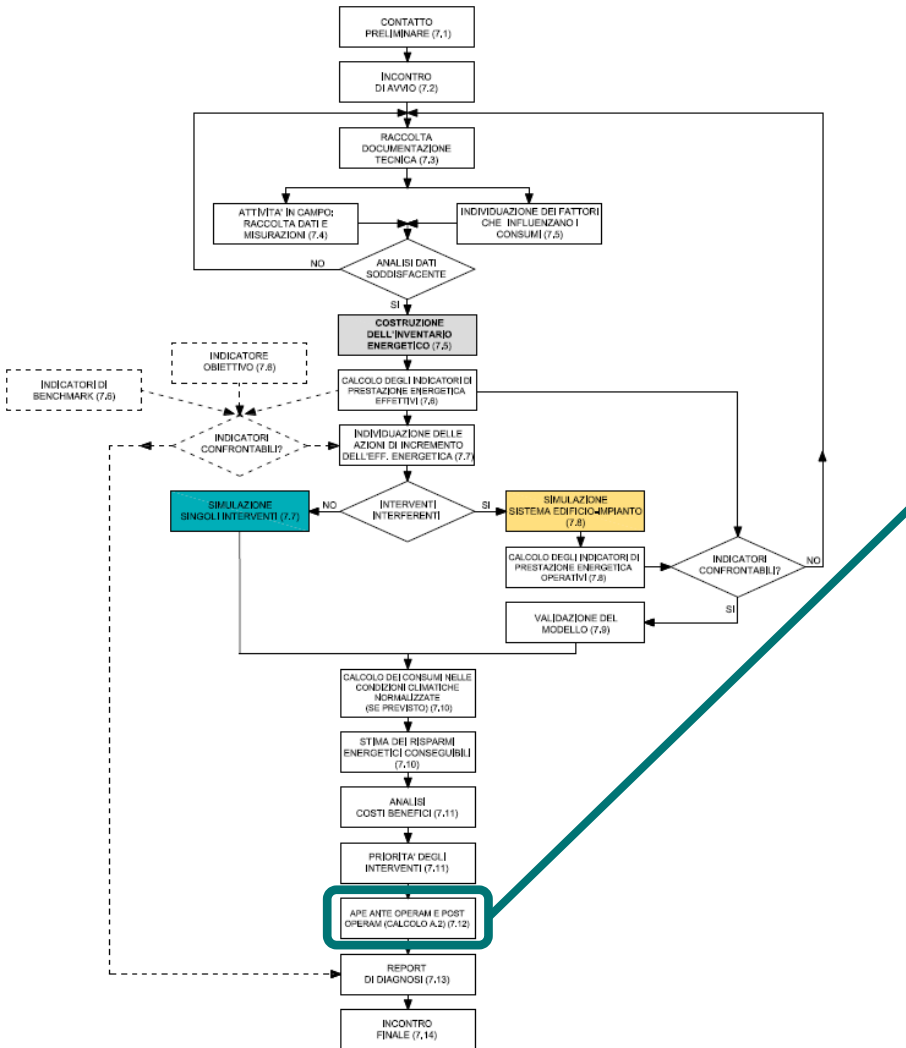 CONTATTO
PRELIMINARE (7.1)
INCONTRO
DI AVVIO (7.2)
RACCOLTA
DOCUMENTAZIONE
TECNICA (7.3)
ATTIVITA' IN CAMPO:
RACCOLTA DATI E
MISURAZIONI (7.4)
INDIVIDUAZIONE DEI FATTORI
CHE INFLUENZANO I
CONSUMI (7.5)
NO
ANALISI DATI
SODDISFACENTE
SI
COSTRUZIONE
DELL'INVENTARIO
ENERGETICO (7.5)
INDICATORE
OBIETTIVO (7.6)
INDICATORI DI
BENCHMARK (7.6)
CALCOLO DEGLI INDICATORI DI
PRESTAZIONE ENERGETICA
EFFETTIVI (7.6)
INDICATORI
CONFRONTABILI?
INDIVIDUAZIONE DELLE
AZIONI DI INCREMENTO
DELL'EFF. ENERGETICA (7.7)
SIMULAZIONE
SINGOLI INTERVENTI (7.7)
NO
INTERVENTI
INTERFERENTI
SI
SIMULAZIONE
SISTEMA EDIFICIO-IMPIANTO
(7.8)
CALCOLO DEGLI INDICATORI DI
PRESTAZIONE ENERGETICA
OPERATIVI (7.8)
INDICATORI
CONFRONTABILI?
NO
SI
VALIDAZIONE DEL
MODELLO (7.9)
CALCOLO DEI CONSUMI NELLE
CONDIZIONI CLIMATICHE
NORMALIZZATE
(SE PREVISTO) (7.10)
STIMA DEI RISPARMI
ENERGETICI CONSEGUIBILI
(7.10)
ANALISI
COSTI BENEFICI (7.11)
PRIORITA' DEGLI
INTERVENTI (7.11)
APE ANTE OPERAM E POST
OPERAM (CALCOLO A.2) (7.12)
REPORT
DI DIAGNOSI (7.13)
INCONTRO
FINALE (7.14)